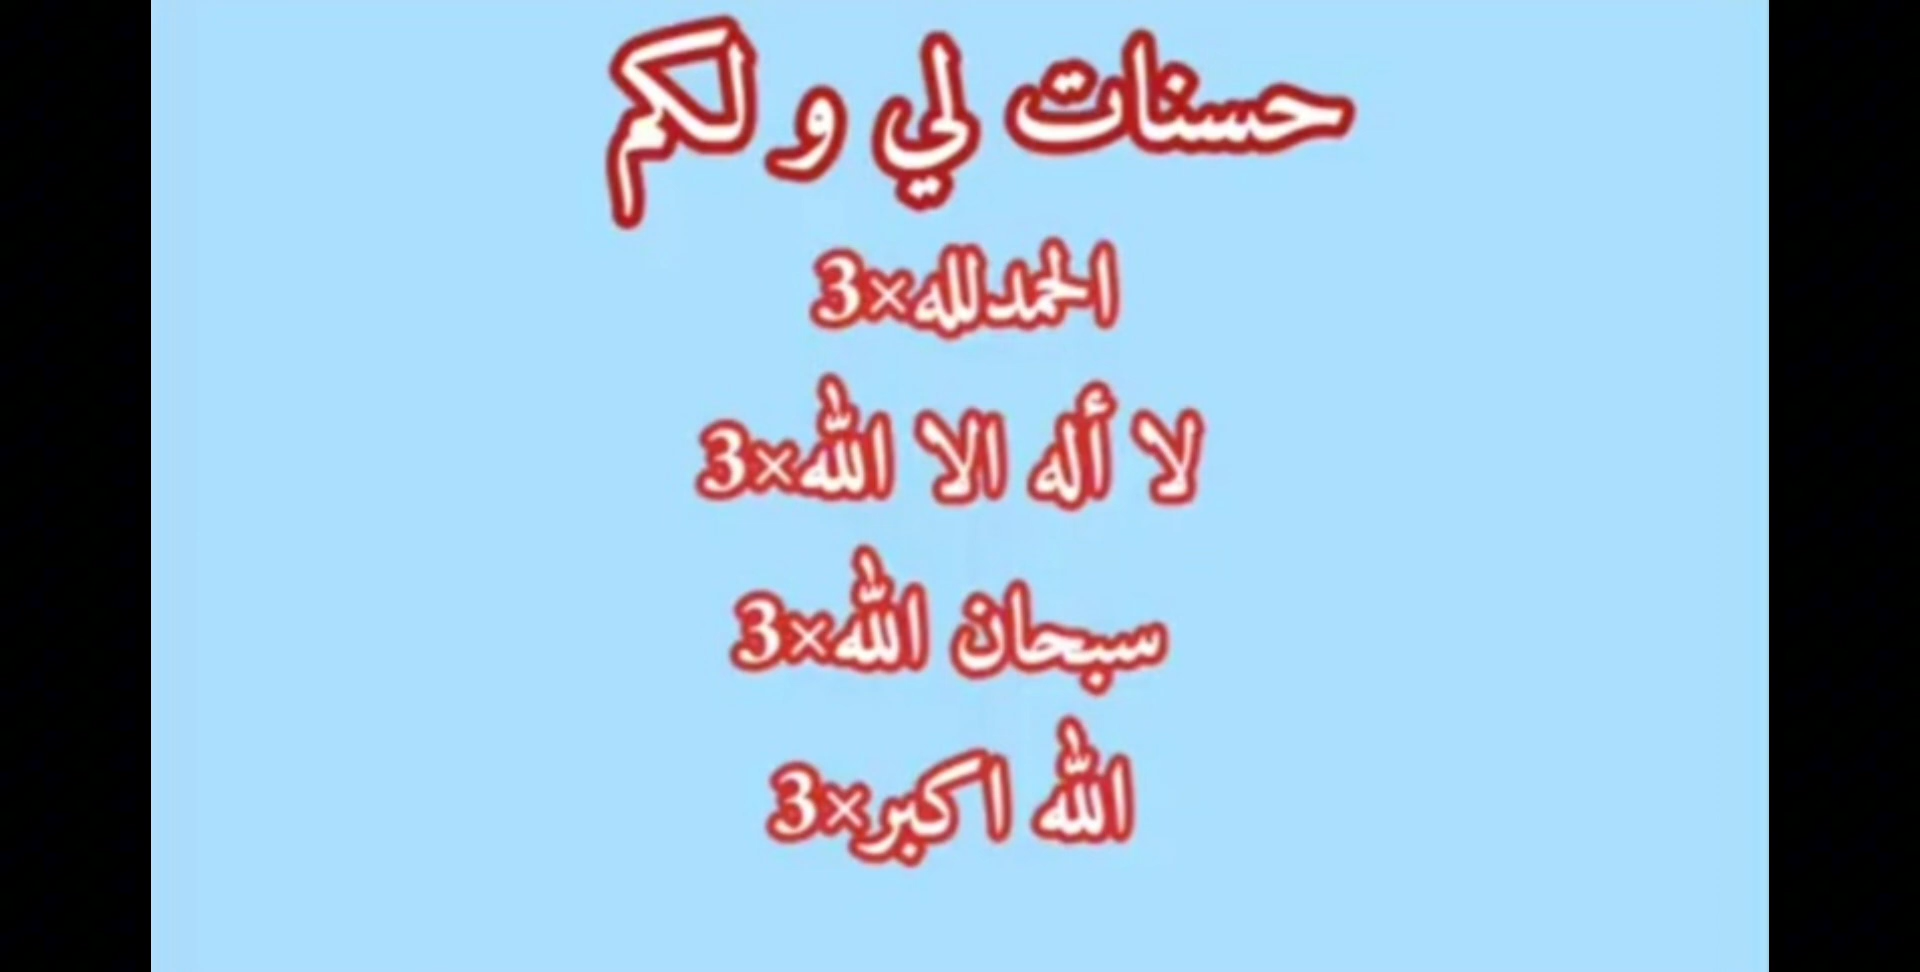 حسنات لي و لكم
الحمدلله×3
لا أله الا الله×3
سبحان الله×3
الله اكبر×3